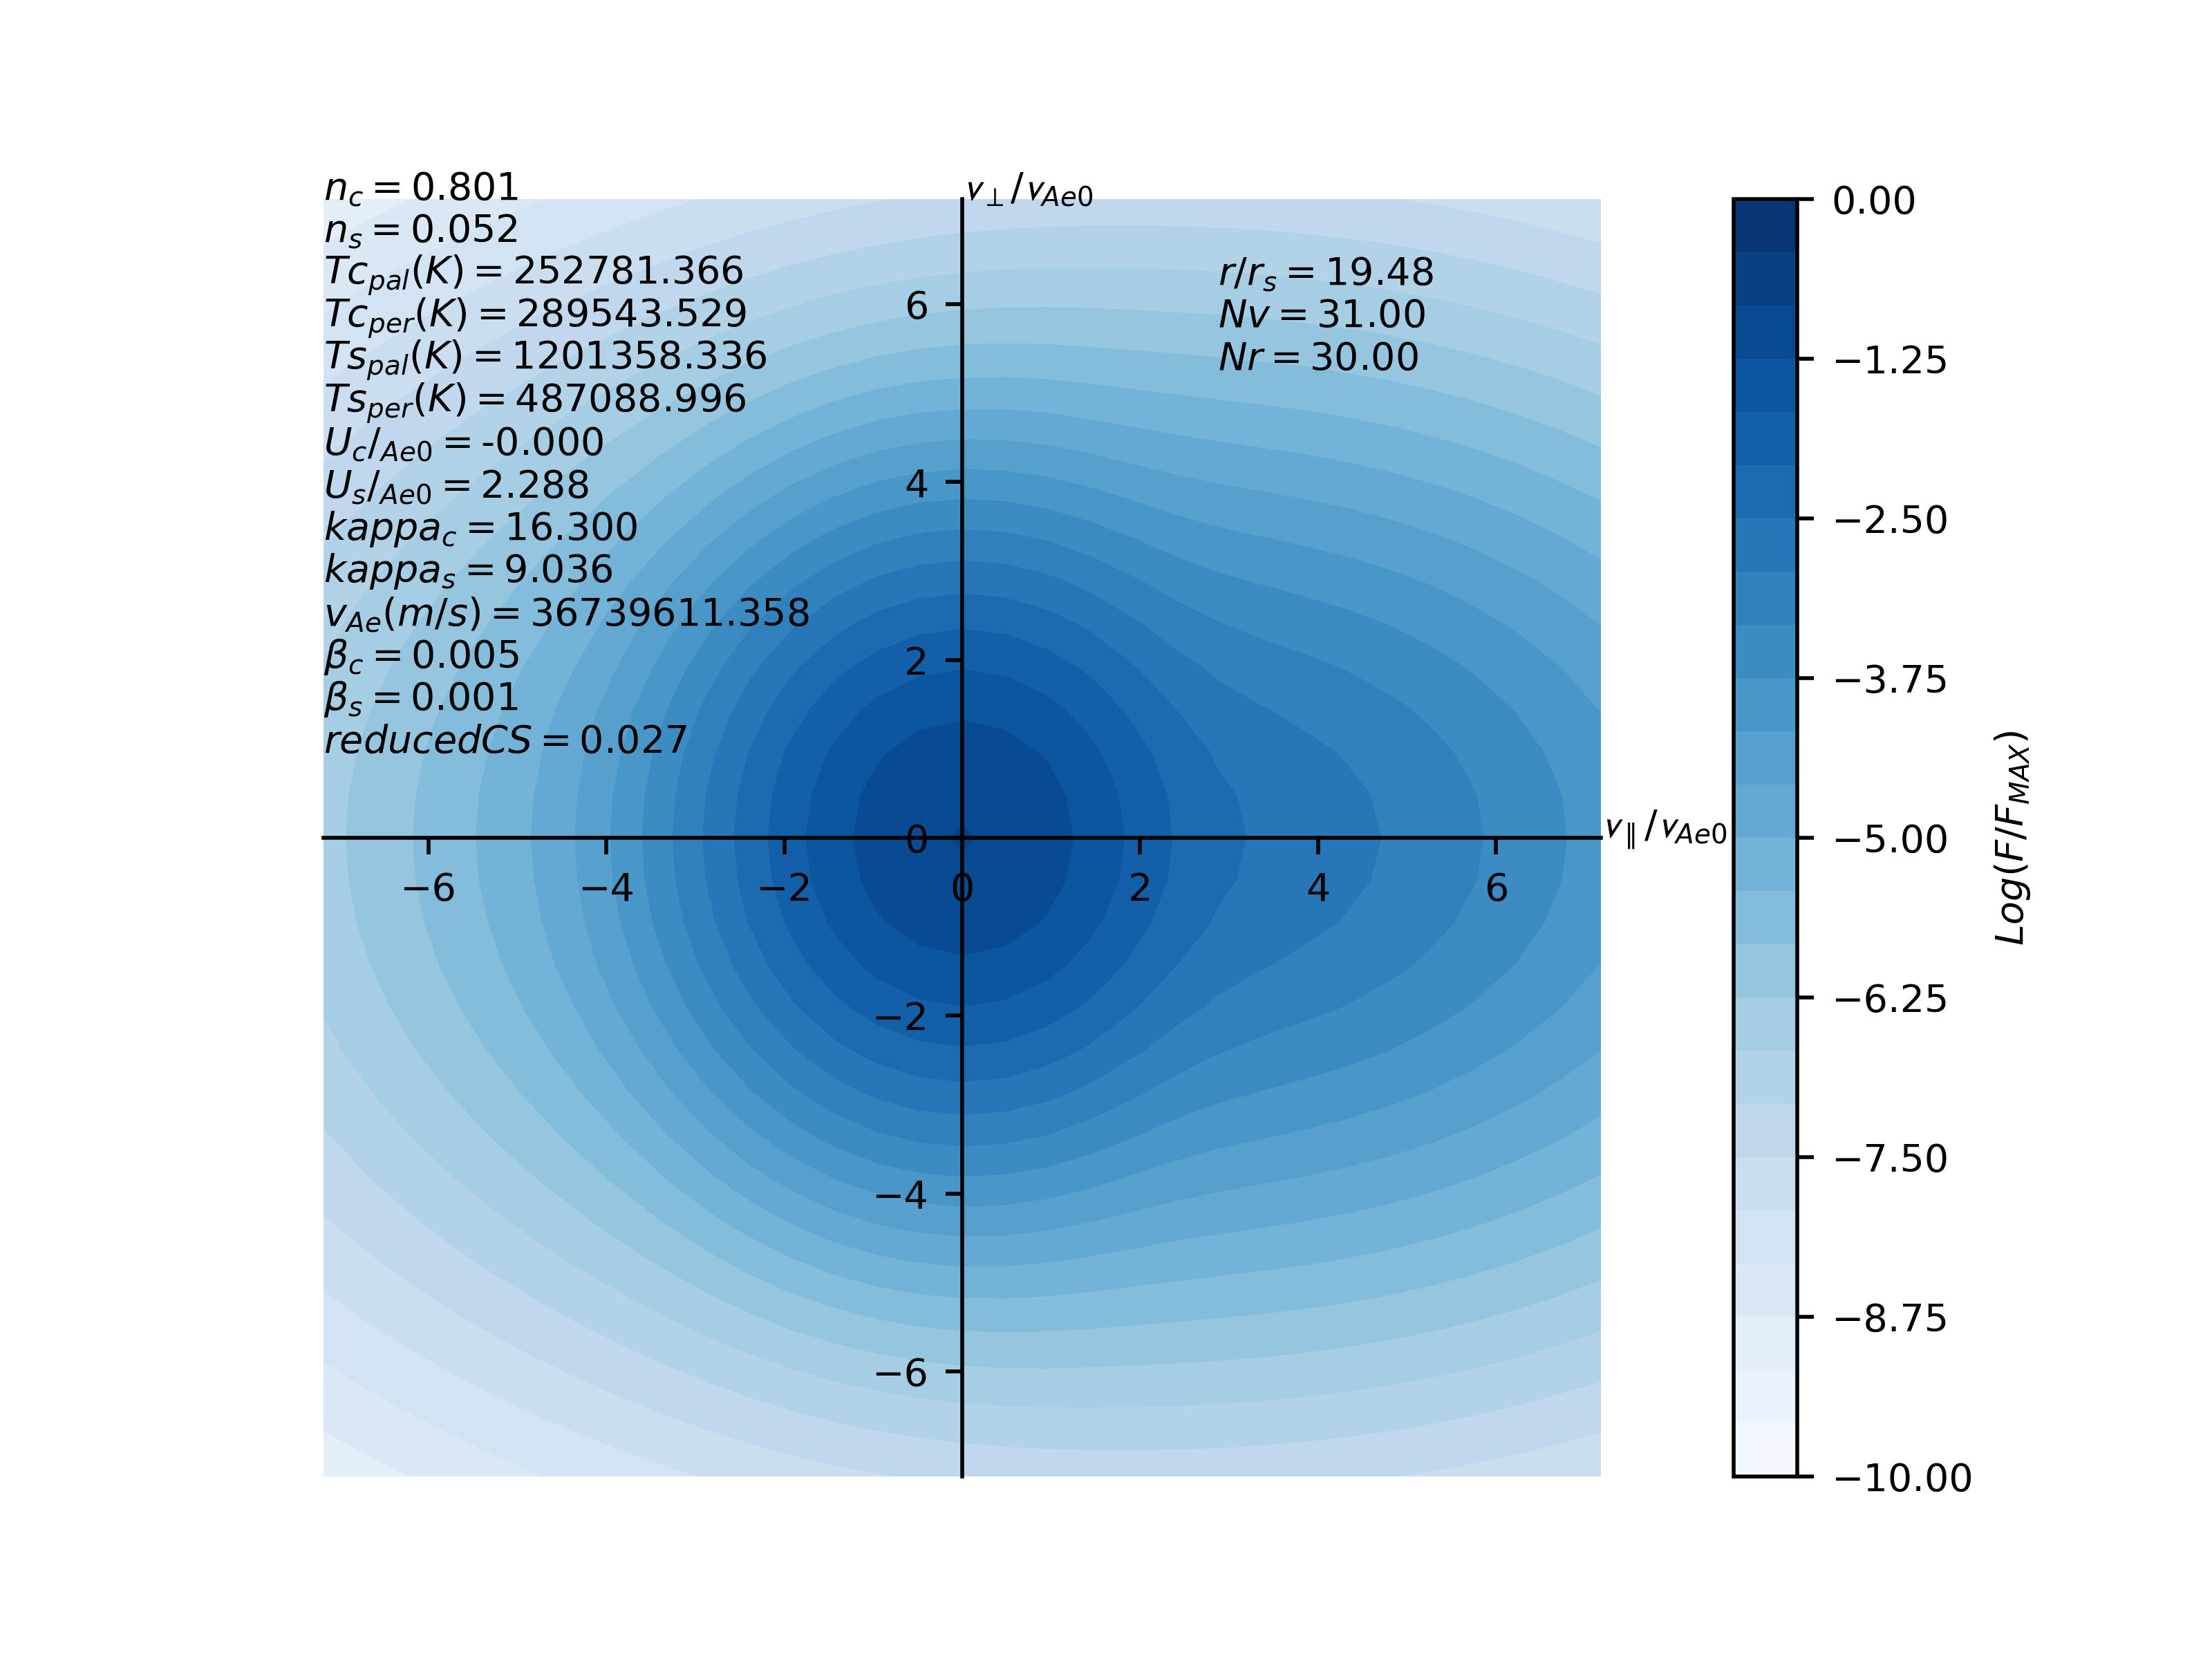 n_c = 0.801
n_s = 0.052
Tc_pal(K) = 252781.366
Tc_per(K) = 289543.529
Ts_pal(K) = 1201358.336
Ts_per(K) = 487088.996
U_c/_Ae0 = -0.000
U_s/_Ae0 = 2.288
kappa_c = 16.300
kappa_s = 9.036
v_Ae(m/s) = 36739611.358
β_c = 0.005
β_s = 0.001
reducedCS = 0.027
v_⊥/v_Ae0
r/r_s = 19.48
Nv = 31.00
Nr = 30.00
6
4
2
0
−2
−4
−6
−6 −4 −2 0 2 4 6
v_∥/v_Ae0
0.00
−1.25
−2.50
−3.75
−5.00
−6.25
−7.50
−8.75
−10.00
Log(F/F_MAX)